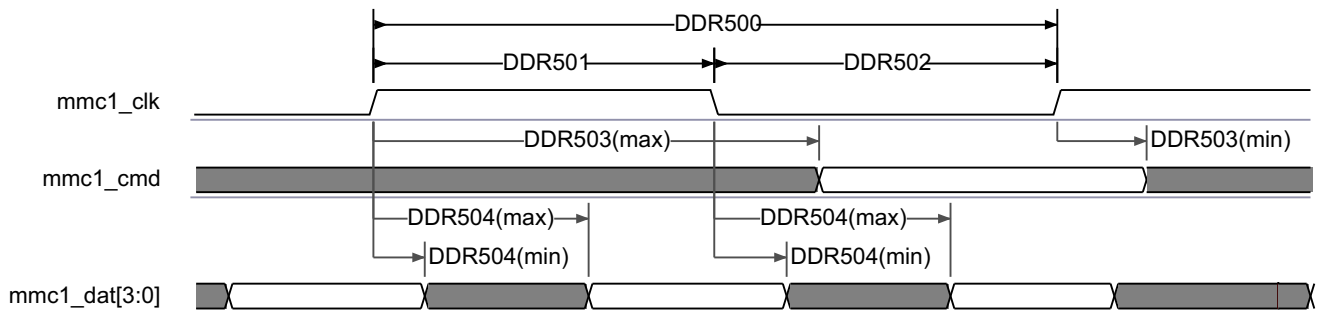 DDR500
DDR501 DDR502
mmc1_clk
DDR503(max) DDR503(min)
mmc1_cmd
DDR504(max) DDR504(max)
DDR504(min) DDR504(min)
mmc1_dat[3:0]